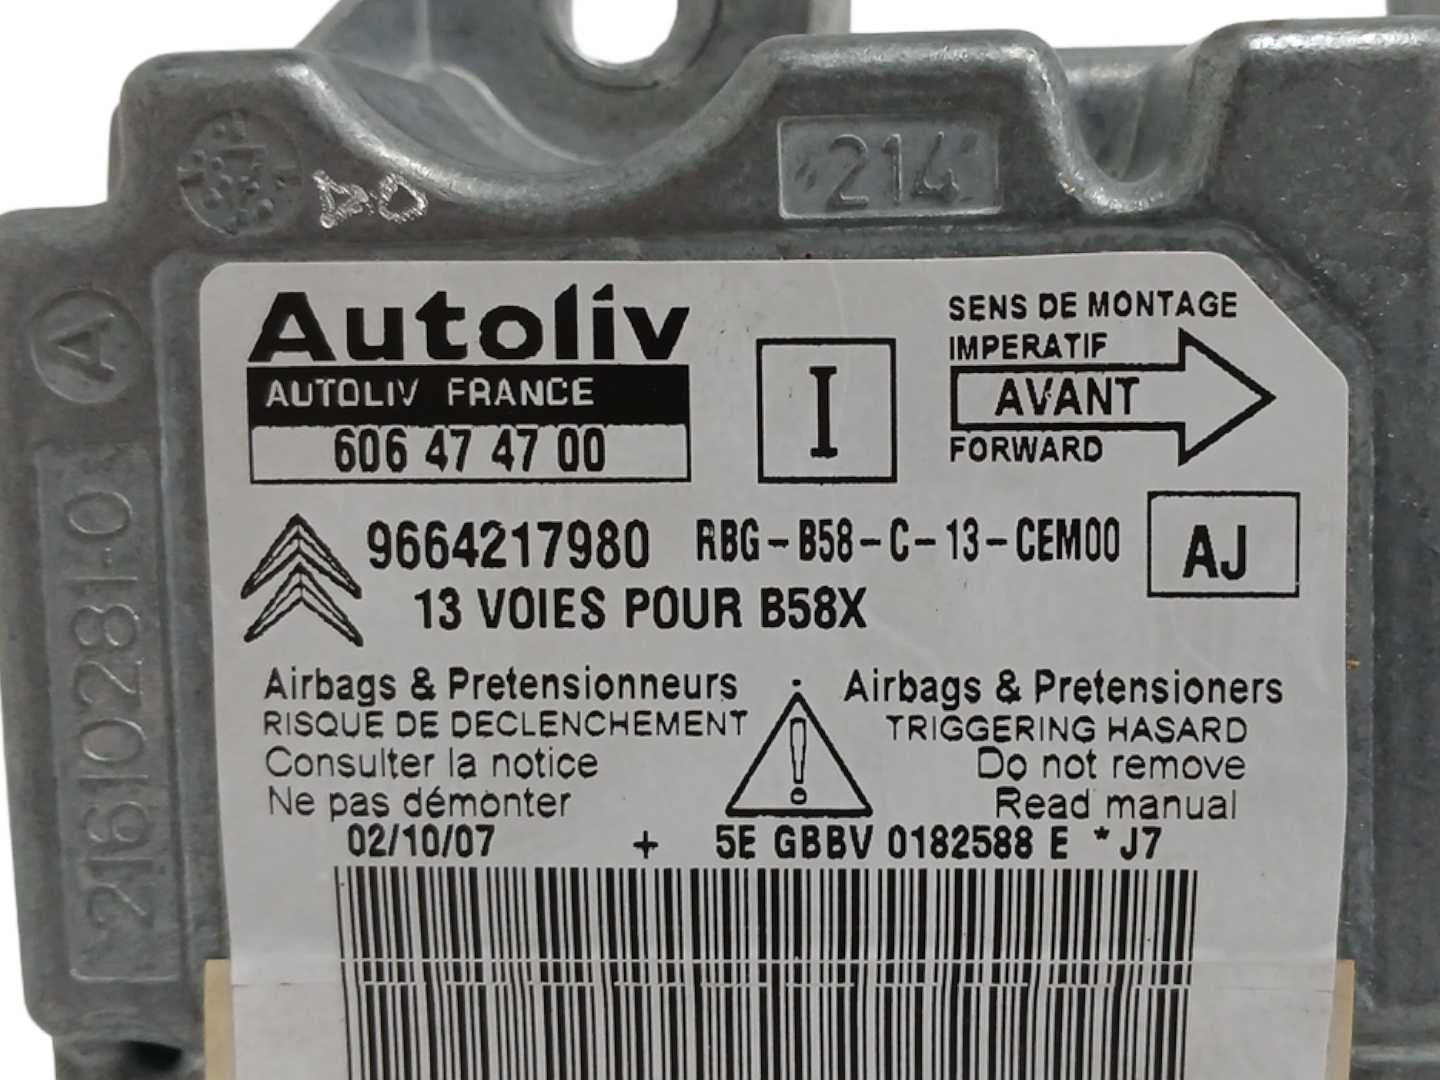 214
A
21610281-0
Autoliv
AUTOLIV FRANCE
606 47 47 00
I
SENS DE MONTAGE
IMPERATIF
AVANT
FORWARD
9664217980 RBG-B58-C-13-CEM00
AJ
13 VOIES POUR B58X
Airbags & Pretensionneurs
RISQUE DE DECLENCHEMENT
Consulter la notice
Ne pas démonter
Airbags & Pretensioners
TRIGGERING HASARD
Do not remove
Read manual
02/10/07 + 5E GBBV 0182588 E * J7